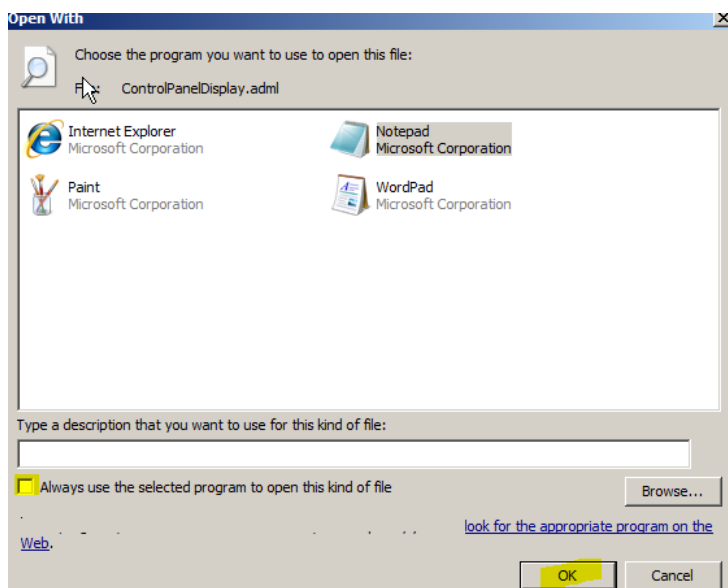 Open With
Choose the program you want to use to open this file:
ControlPanelDisplay.adml
Internet Explorer
Microsoft Corporation
Notepad
Microsoft Corporation
Paint
Microsoft Corporation
WordPad
Microsoft Corporation
Type a description that you want to use for this kind of file:
Always use the selected program to open this kind of file
Browse...
look for the appropriate program on the
Web.
OK
Cancel